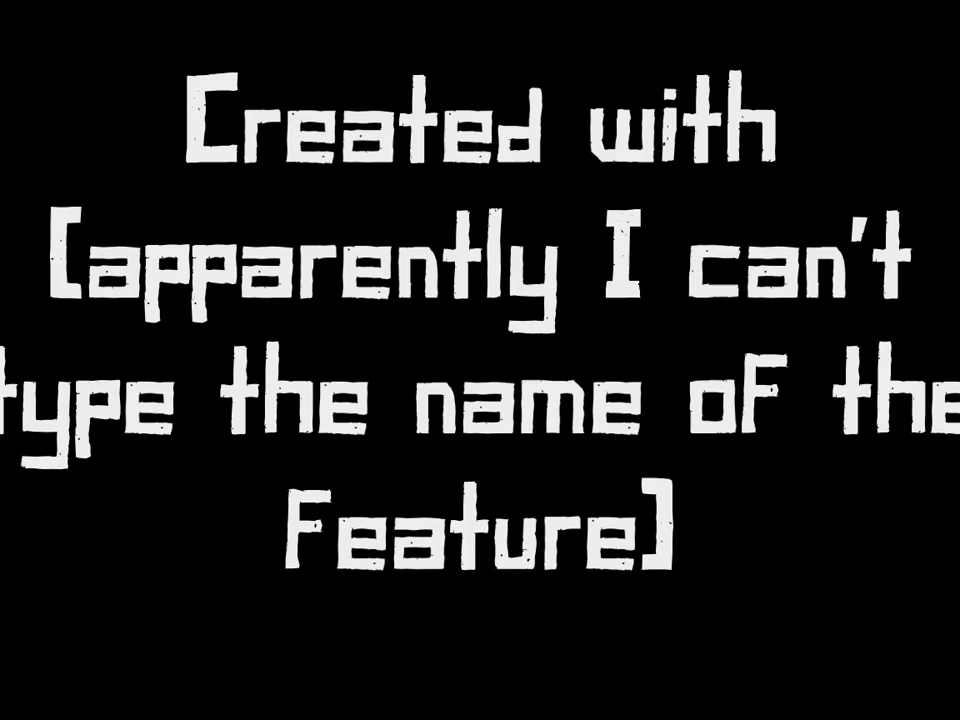 Created with
[apparently I can't
type the name of the
Feature]